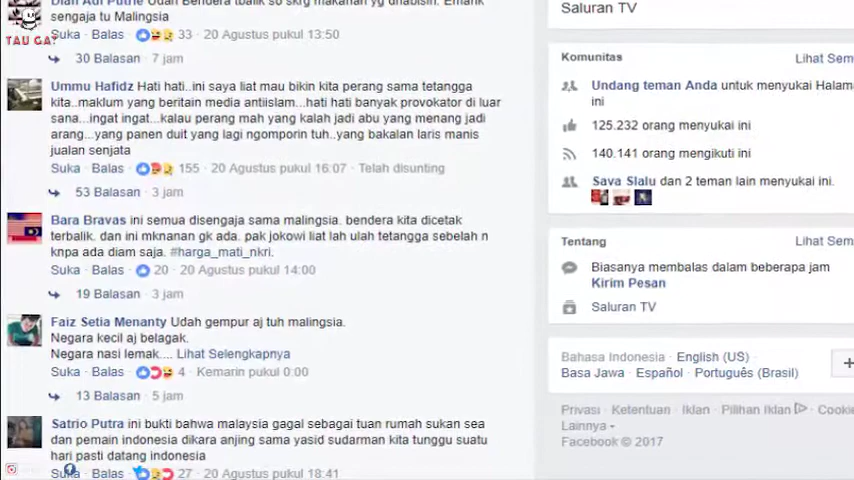 Dian Adi Putrie Udah Bendera tbalik so skrg makanan yg dhabisin. Emank
sengaja tu Malingsia
Suka · Balas · 33 · 20 Agustus pukul 13:50
30 Balasan · 7 jam
Ummu Hafidz Hati hati..ini saya liat mau bikin kita perang sama tetangga
kita..maklum yang beritain media antiislam...hati hati banyak provokator di luar
sana...ingat ingat...kalau perang mah yang kalah jadi abu yang menang jadi
arang...yang panen duit yang lagi ngomporin tuh..yang bakalan laris manis
jualan senjata
Suka · Balas · 155 · 20 Agustus pukul 16:07 · Telah disunting
53 Balasan · 3 jam
Bara Bravas ini semua disengaja sama malingsia. bendera kita dicetak
terbalik. dan ini mknanan gk ada. pak jokowi liat lah ulah tetangga sebelah n
knpa ada diam saja. #harga_mati_nkri.
Suka · Balas · 20 · 20 Agustus pukul 14:00
19 Balasan · 3 jam
Faiz Setia Menanty Udah gempur aj tuh malingsia.
Negara kecil aj belagak.
Negara nasi lemak.... Lihat Selengkapnya
Suka · Balas · 4 · Kemarin pukul 0:00
13 Balasan · 5 jam
Satrio Putra ini bukti bahwa malaysia gagal sebagai tuan rumah sukan sea
dan pemain indonesia dikara anjing sama yasid sudarman kita tunggu suatu
hari pasti datang indonesia
Suka · Balas · 27 · 20 Agustus pukul 18:41
TAU GA?
Saluran TV
Komunitas Lihat Sem
Undang teman Anda untuk menyukai Halama
ini
125.232 orang menyukai ini
140.141 orang mengikuti ini
Sava Slalu dan 2 teman lain menyukai ini.
Tentang Lihat Sem
Biasanya membalas dalam beberapa jam
Kirim Pesan
Saluran TV
Bahasa Indonesia · English (US) ·
Basa Jawa · Español · Português (Brasil)
Privasi · Ketentuan · Iklan · Pilihan Iklan · Cookie
Lainnya
Facebook © 2017